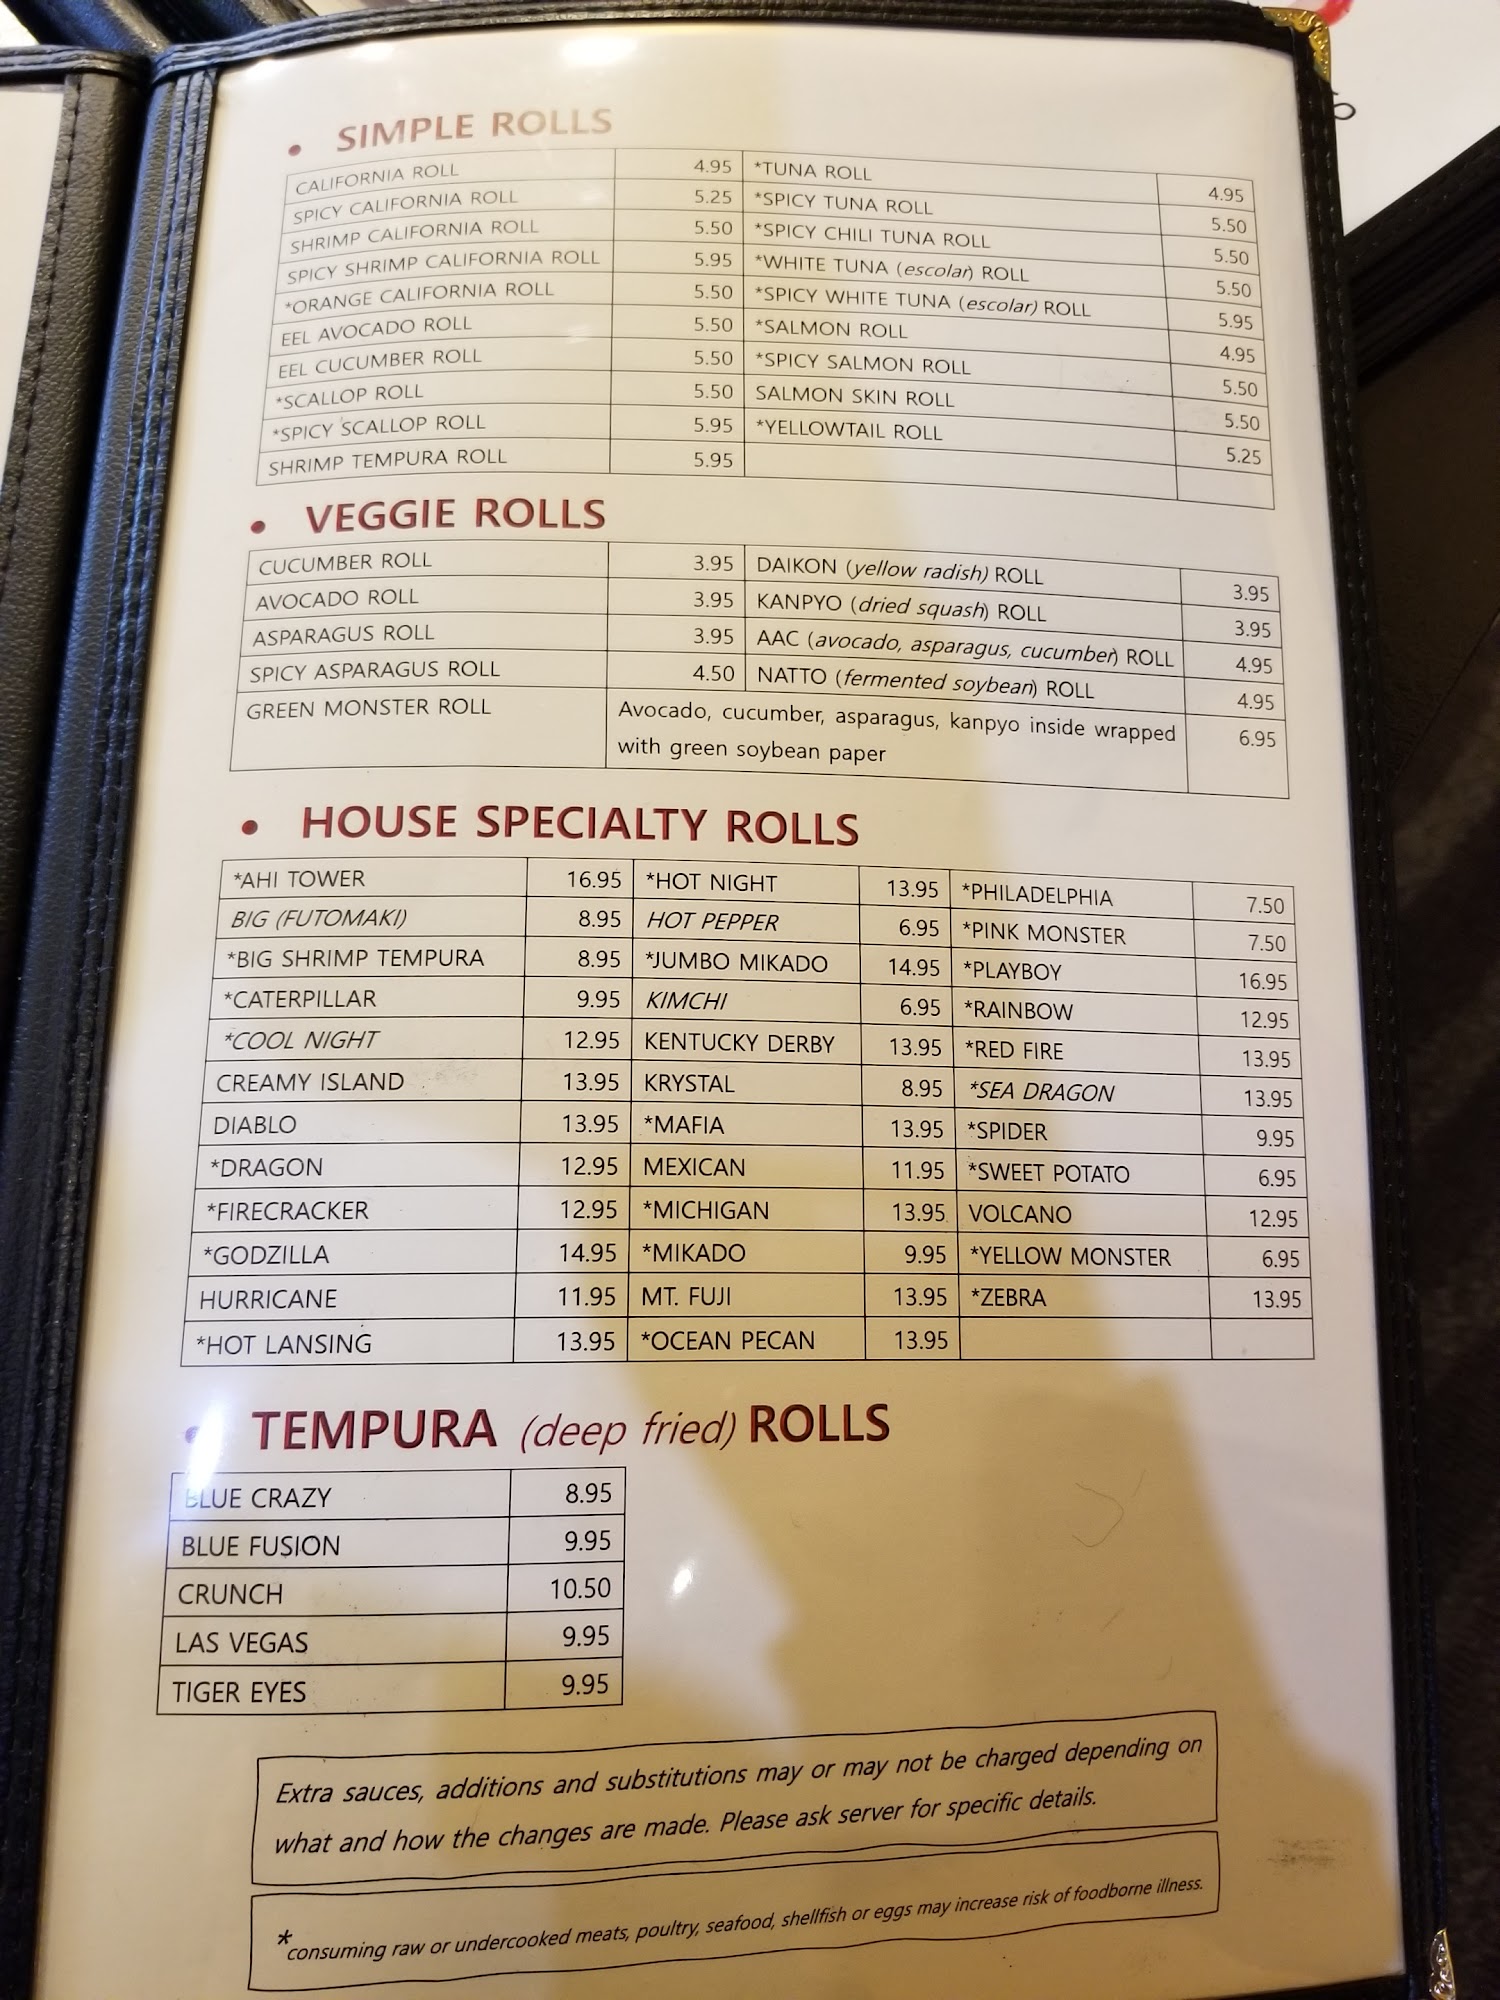 • SIMPLE ROLLS
CALIFORNIA ROLL 4.95 *TUNA ROLL 4.95
SPICY CALIFORNIA ROLL 5.25 *SPICY TUNA ROLL 5.50
SHRIMP CALIFORNIA ROLL 5.50 *SPICY CHILI TUNA ROLL 5.50
SPICY SHRIMP CALIFORNIA ROLL 5.95 *WHITE TUNA (escolar) ROLL 5.50
*ORANGE CALIFORNIA ROLL 5.50 *SPICY WHITE TUNA (escolar) ROLL 5.95
EEL AVOCADO ROLL 5.50 *SALMON ROLL 4.95
EEL CUCUMBER ROLL 5.50 *SPICY SALMON ROLL 5.50
*SCALLOP ROLL 5.50 SALMON SKIN ROLL 5.50
*SPICY SCALLOP ROLL 5.95 *YELLOWTAIL ROLL 5.25
SHRIMP TEMPURA ROLL 5.95
• VEGGIE ROLLS
CUCUMBER ROLL 3.95 DAIKON (yellow radish) ROLL 3.95
AVOCADO ROLL 3.95 KANPYO (dried squash) ROLL 3.95
ASPARAGUS ROLL 3.95 AAC (avocado, asparagus, cucumber) ROLL 4.95
SPICY ASPARAGUS ROLL 4.50 NATTO (fermented soybean) ROLL 4.95
GREEN MONSTER ROLL Avocado, cucumber, asparagus, kanpyo inside wrapped 6.95
with green soybean paper
• HOUSE SPECIALTY ROLLS
*AHI TOWER 16.95 *HOT NIGHT 13.95 *PHILADELPHIA 7.50
BIG (FUTOMAKI) 8.95 HOT PEPPER 6.95 *PINK MONSTER 7.50
*BIG SHRIMP TEMPURA 8.95 *JUMBO MIKADO 14.95 *PLAYBOY 16.95
*CATERPILLAR 9.95 KIMCHI 6.95 *RAINBOW 12.95
*COOL NIGHT 12.95 KENTUCKY DERBY 13.95 *RED FIRE 13.95
CREAMY ISLAND 13.95 KRYSTAL 8.95 *SEA DRAGON 13.95
DIABLO 13.95 *MAFIA 13.95 *SPIDER 9.95
*DRAGON 12.95 MEXICAN 11.95 *SWEET POTATO 6.95
*FIRECRACKER 12.95 *MICHIGAN 13.95 VOLCANO 12.95
*GODZILLA 14.95 *MIKADO 9.95 *YELLOW MONSTER 6.95
HURRICANE 11.95 MT. FUJI 13.95 *ZEBRA 13.95
*HOT LANSING 13.95 *OCEAN PECAN 13.95
• TEMPURA (deep fried) ROLLS
BLUE CRAZY 8.95
BLUE FUSION 9.95
CRUNCH 10.50
LAS VEGAS 9.95
TIGER EYES 9.95
Extra sauces, additions and substitutions may or may not be charged depending on
what and how the changes are made. Please ask server for specific details.
*consuming raw or undercooked meats, poultry, seafood, shellfish or eggs may increase risk of foodborne illness.